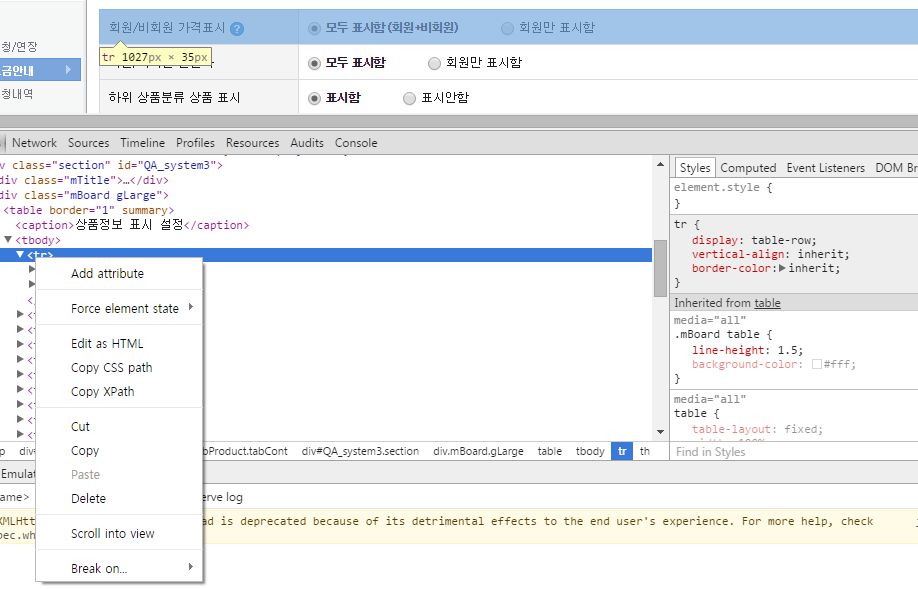 회원/비회원 가격표시 ?
모두 표시함(회원+비회원)
회원만 표시함
청/연장
tr 1027px × 35px
모두 표시함
회원만 표시함
금안내
청내역
하위 상품분류 상품 표시
표시함
표시안함
Network Sources Timeline Profiles Resources Audits Console
v class="section" id="QA_system3">
div class="mTitle">…</div>
div class="mBoard gLarge">
<table border="1" summary>
<caption>상품정보 표시 설정</caption>
▼<tbody>
▼<tr>
Add attribute
Force element state
Edit as HTML
Copy CSS path
Copy XPath
Cut
Copy
Paste
Delete
Scroll into view
Break on...
Styles Computed Event Listeners DOM Br
element.style {
}
tr {
display: table-row;
vertical-align: inherit;
border-color:▶inherit;
}
Inherited from table
media="all"
.mBoard table {
line-height: 1.5;
background-color: #fff;
}
media="all"
table {
table-layout: fixed;
Find in Styles
p div
bProduct.tabCont div#QA_system3.section div.mBoard.gLarge table tbody tr th
Emulat
ame>
erve log
XMLHtt
ad is deprecated because of its detrimental effects to the end user's experience. For more help, check
pec.wh